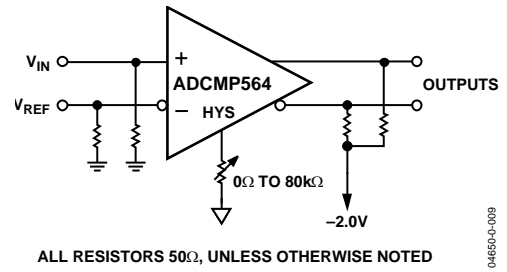 V_IN
+
ADCMP564
OUTPUTS
V_REF
−
HYS
0Ω TO 80kΩ
−2.0V
ALL RESISTORS 50Ω, UNLESS OTHERWISE NOTED
04650-0-009